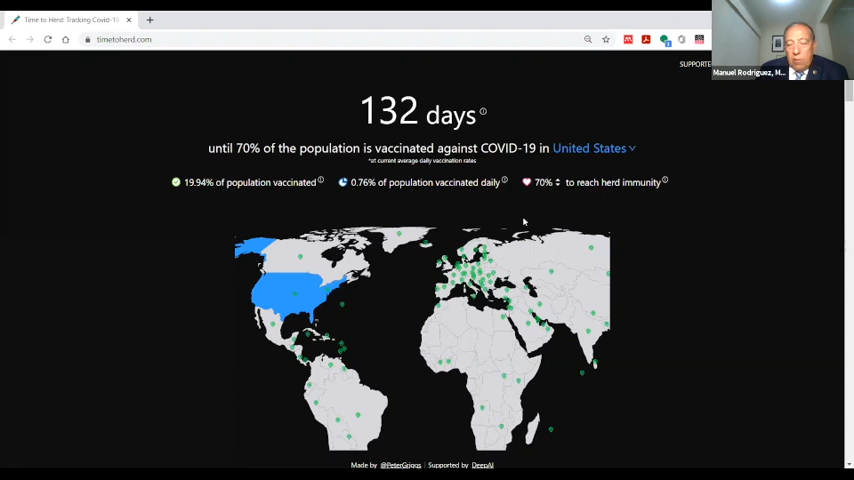 Time to Herd: Tracking Covid-19
timetoherd.com
SUPPORTE
Manuel Rodriguez, M...
132 days
until 70% of the population is vaccinated against COVID-19 in United States
*at current average daily vaccination rates
19.94% of population vaccinated
0.76% of population vaccinated daily
70% to reach herd immunity
Made by @PeterGriggs Supported by DeepAI